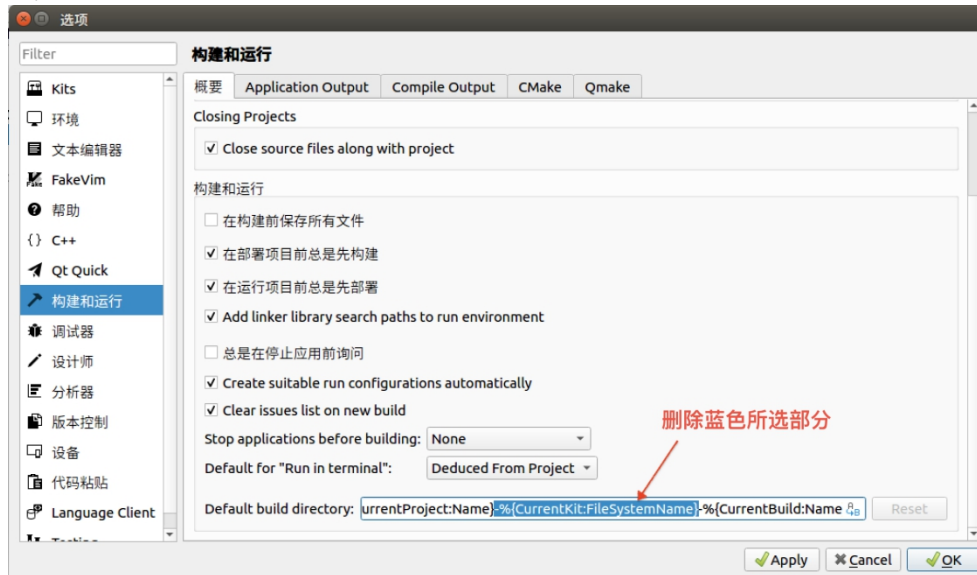 选项
Filter
Kits
环境
文本编辑器
FakeVim
帮助
{} C++
Qt Quick
构建和运行
调试器
设计师
分析器
版本控制
设备
代码粘贴
Language Client
Testing
构建和运行
概要 Application Output Compile Output CMake Qmake
Closing Projects
Close source files along with project
构建和运行
在构建前保存所有文件
在部署项目前总是先构建
在运行项目前总是先部署
Add linker library search paths to run environment
总是在停止应用前询问
Create suitable run configurations automatically
Clear issues list on new build
删除蓝色所选部分
Stop applications before building: None
Default for "Run in terminal": Deduced From Project
Default build directory: urrentProject:Name}-%{CurrentKit:FileSystemName}-%{CurrentBuild:Name Reset
Apply Cancel OK